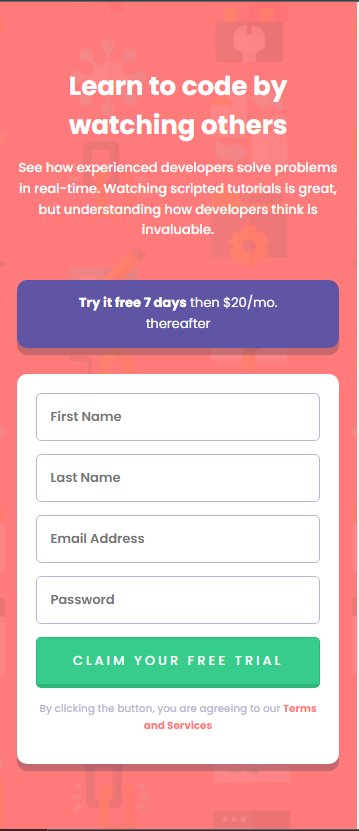 Learn to code by
watching others
See how experienced developers solve problems
in real-time. Watching scripted tutorials is great,
but understanding how developers think is
invaluable.
Try it free 7 days then $20/mo.
thereafter
First Name
Last Name
Email Address
Password
CLAIM YOUR FREE TRIAL
By clicking the button, you are agreeing to our Terms
and Services